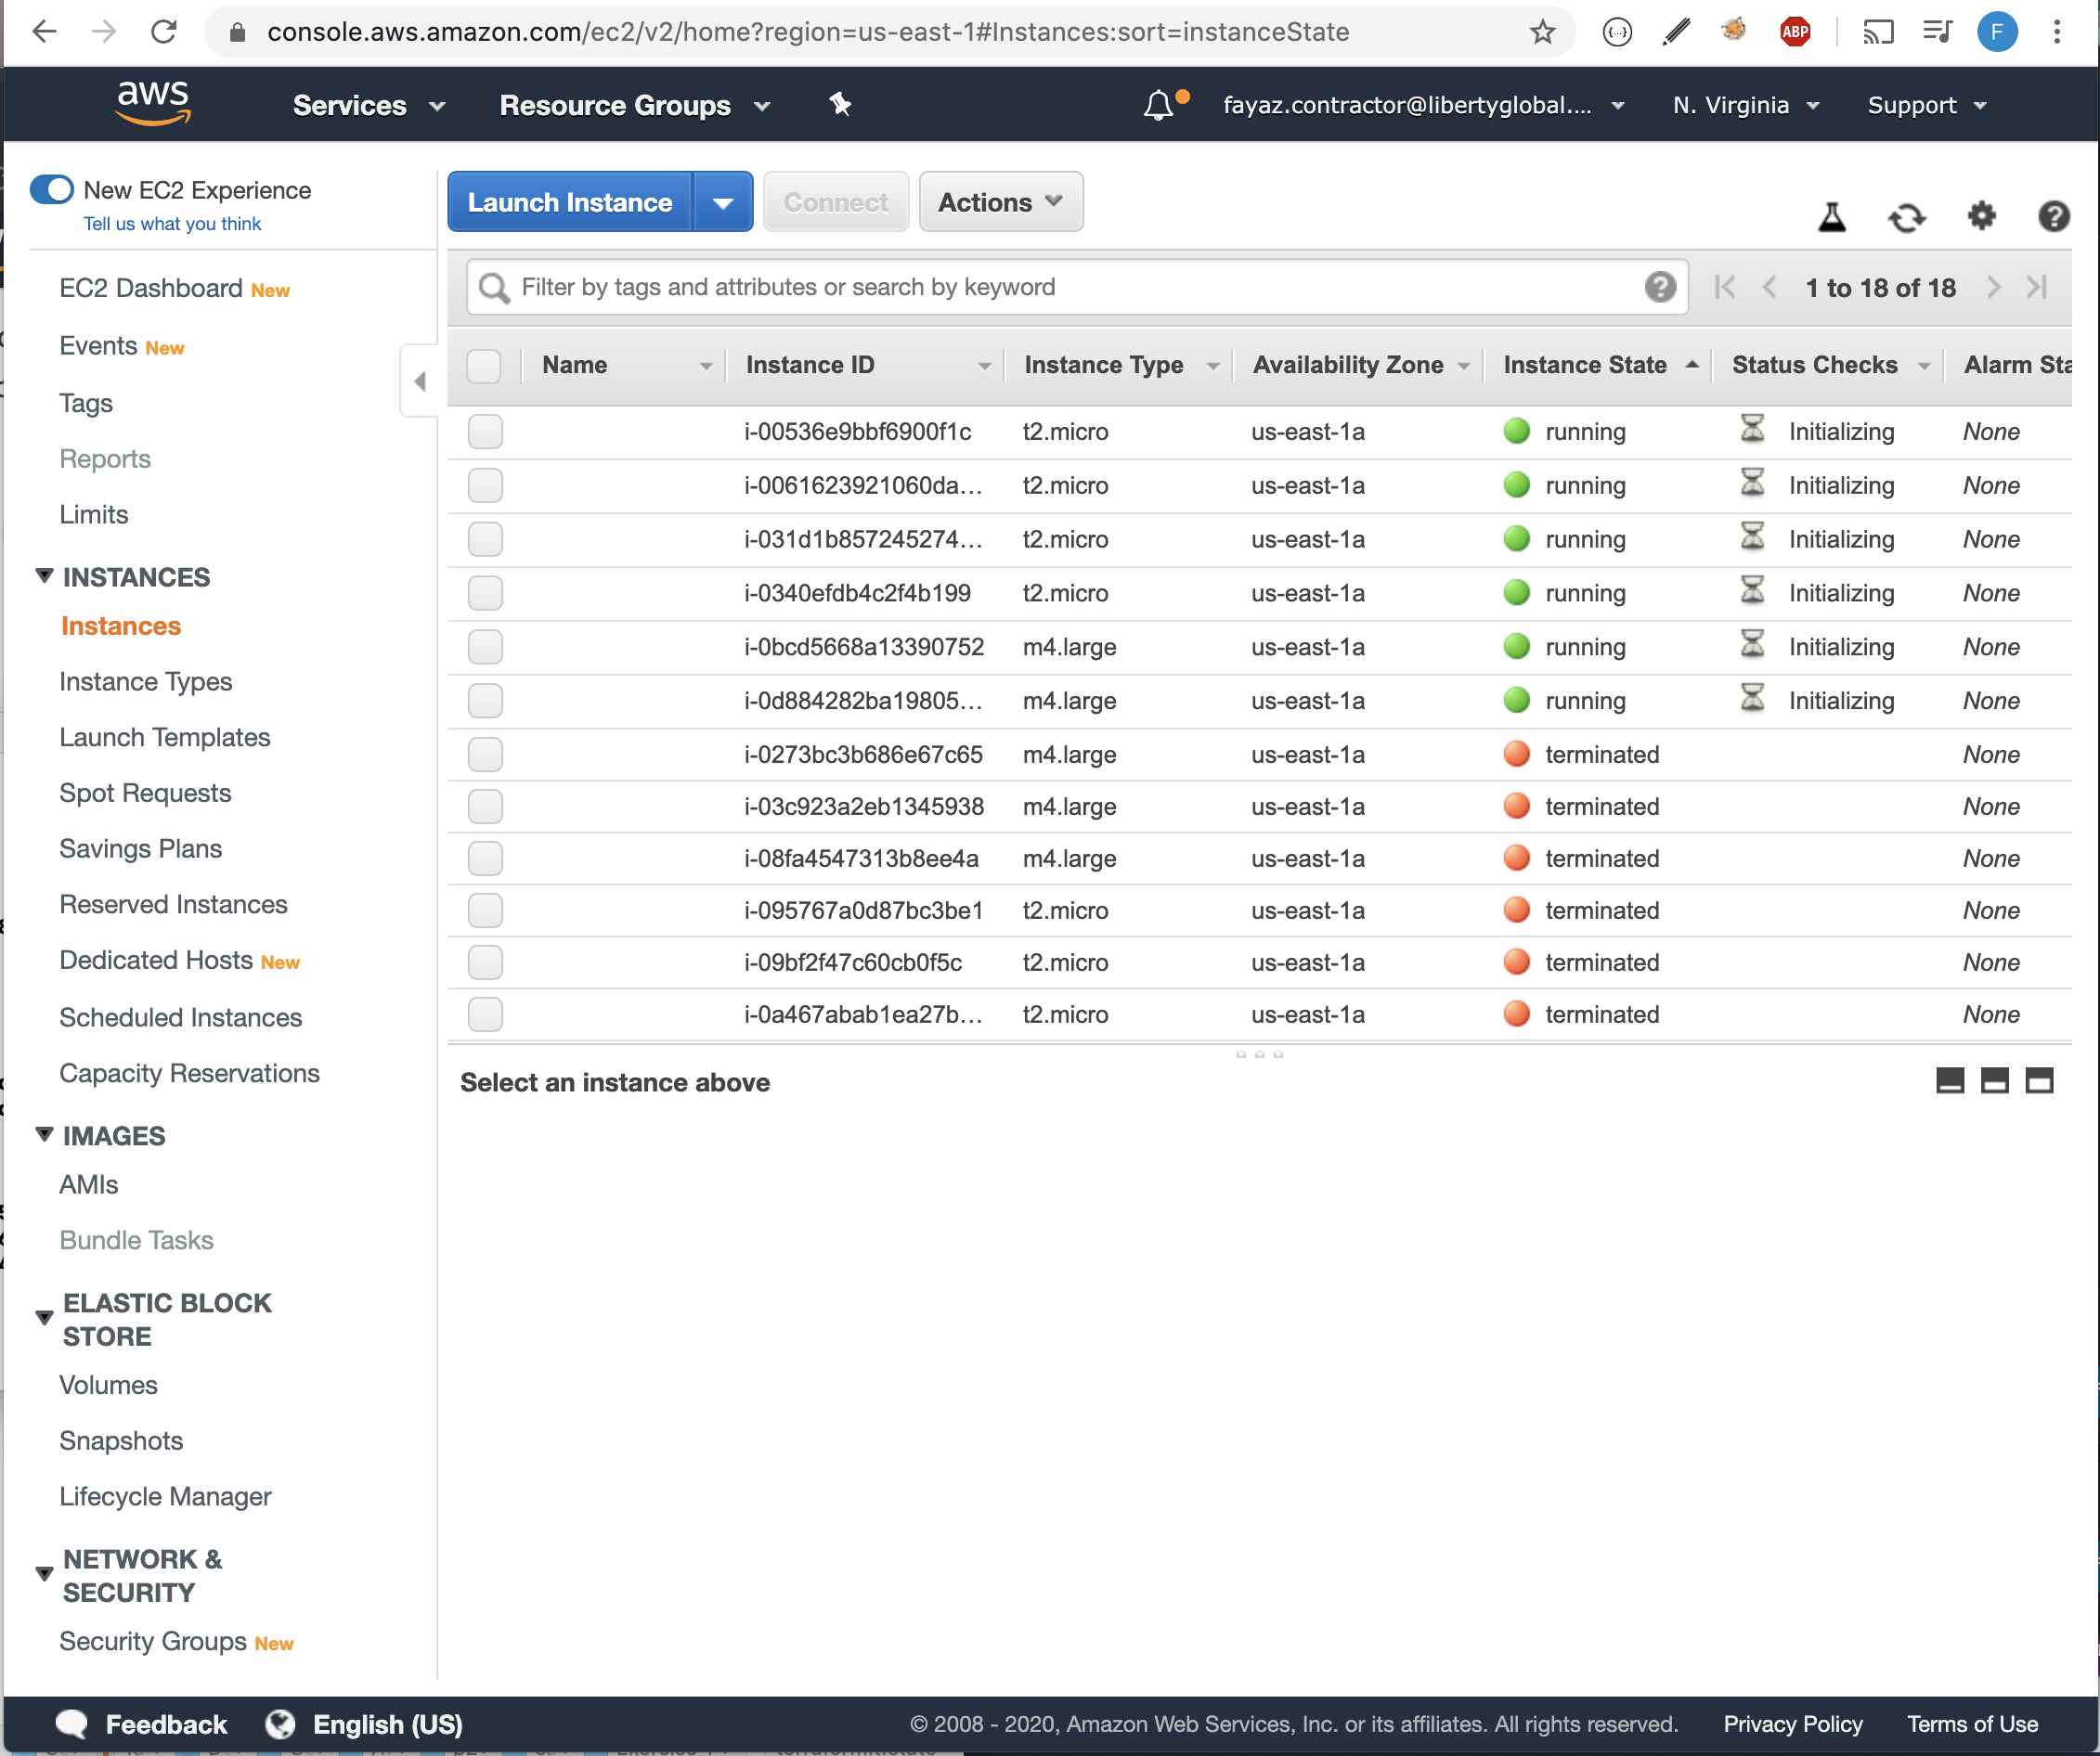 console.aws.amazon.com/ec2/v2/home?region=us-east-1#Instances:sort=instanceState
ABP
F
aws
Services
Resource Groups
fayaz.contractor@libertyglobal....
N. Virginia
Support
New EC2 Experience
Tell us what you think
EC2 Dashboard New
Events New
Tags
Reports
Limits
INSTANCES
Instances
Instance Types
Launch Templates
Spot Requests
Savings Plans
Reserved Instances
Dedicated Hosts New
Scheduled Instances
Capacity Reservations
IMAGES
AMIs
Bundle Tasks
ELASTIC BLOCK
STORE
Volumes
Snapshots
Lifecycle Manager
NETWORK &
SECURITY
Security Groups New
Launch Instance
Connect
Actions
Filter by tags and attributes or search by keyword
1 to 18 of 18
Name Instance ID Instance Type Availability Zone Instance State Status Checks Alarm Sta
i-00536e9bbf6900f1c t2.micro us-east-1a running Initializing None
i-0061623921060da... t2.micro us-east-1a running Initializing None
i-031d1b857245274... t2.micro us-east-1a running Initializing None
i-0340efdb4c2f4b199 t2.micro us-east-1a running Initializing None
i-0bcd5668a13390752 m4.large us-east-1a running Initializing None
i-0d884282ba19805... m4.large us-east-1a running Initializing None
i-0273bc3b686e67c65 m4.large us-east-1a terminated None
i-03c923a2eb1345938 m4.large us-east-1a terminated None
i-08fa4547313b8ee4a m4.large us-east-1a terminated None
i-095767a0d87bc3be1 t2.micro us-east-1a terminated None
i-09bf2f47c60cb0f5c t2.micro us-east-1a terminated None
i-0a467abab1ea27b... t2.micro us-east-1a terminated None
Select an instance above
Feedback
English (US)
© 2008 - 2020, Amazon Web Services, Inc. or its affiliates. All rights reserved.
Privacy Policy
Terms of Use